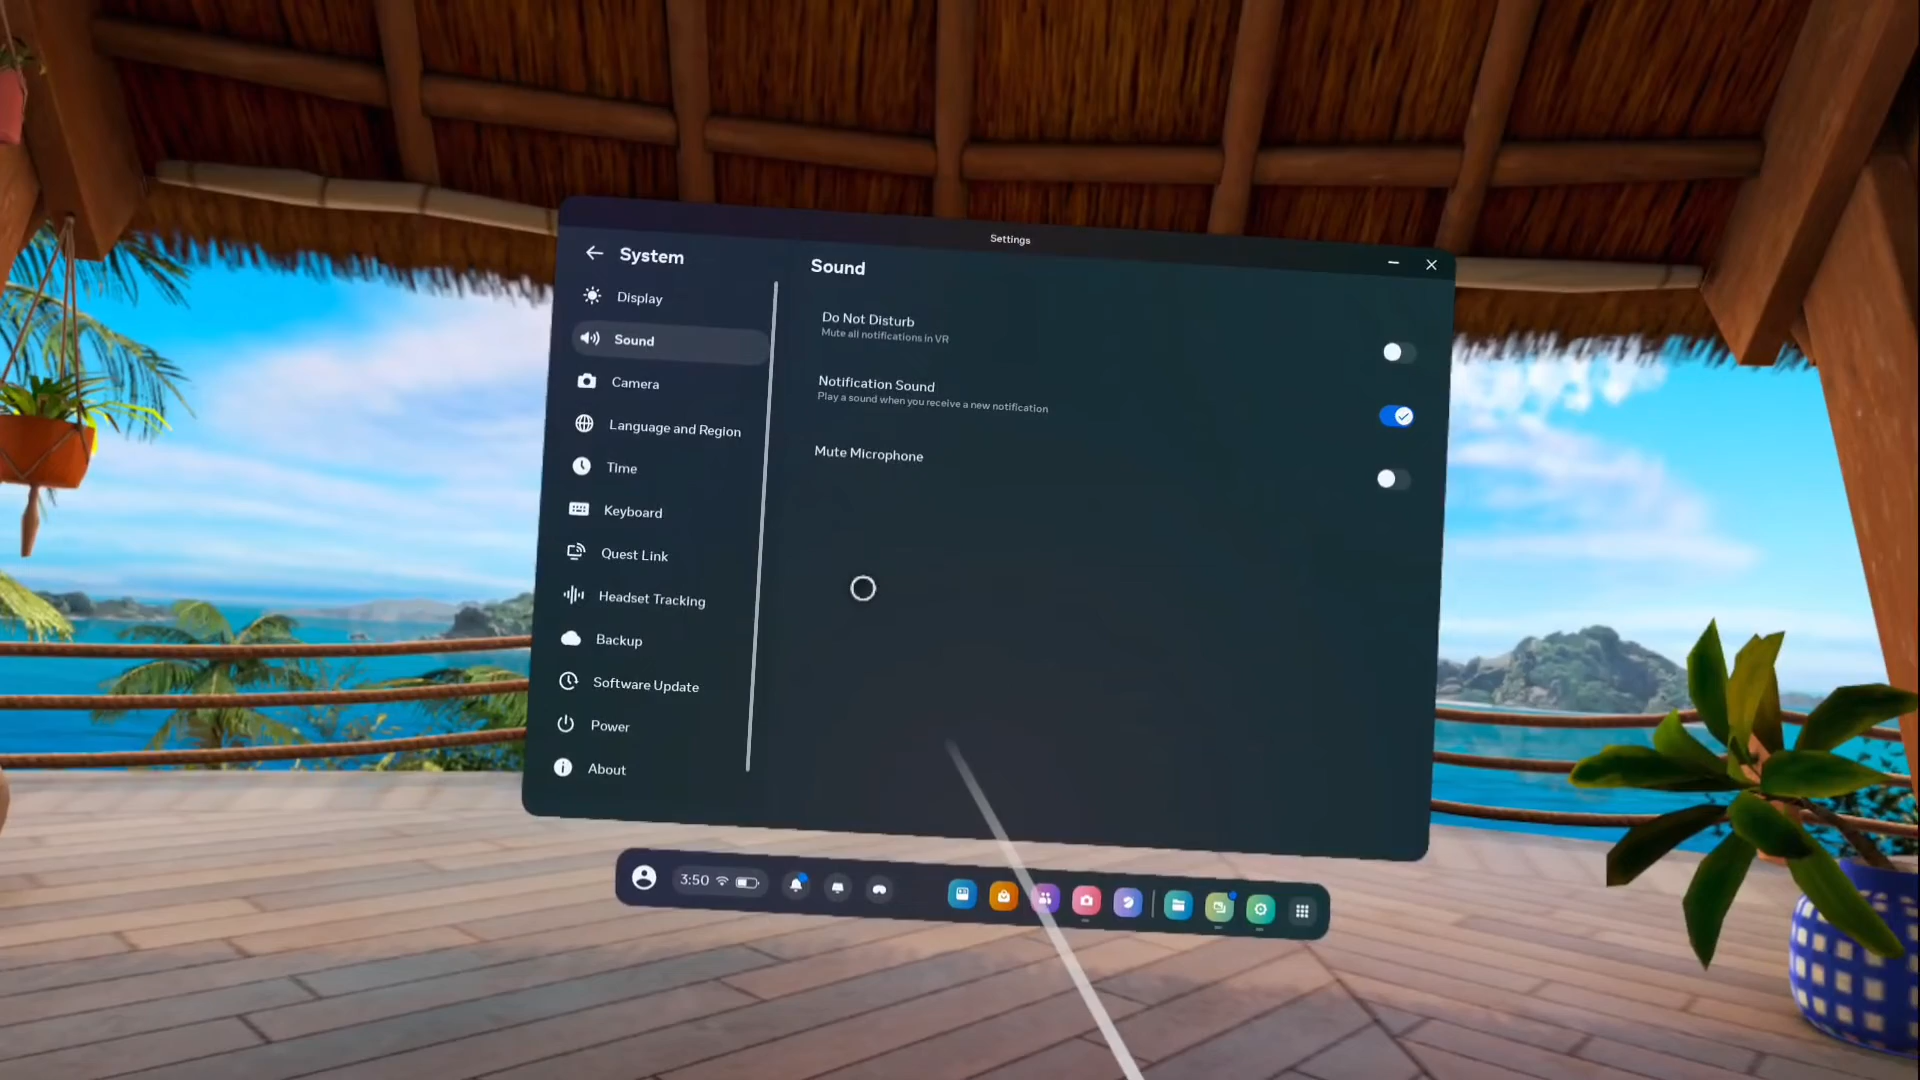 Settings
System
Display
Sound
Camera
Language and Region
Time
Keyboard
Quest Link
Headset Tracking
Backup
Software Update
Power
About
Sound
Do Not Disturb
Mute all notifications in VR
Notification Sound
Play a sound when you receive a new notification
Mute Microphone
3:50